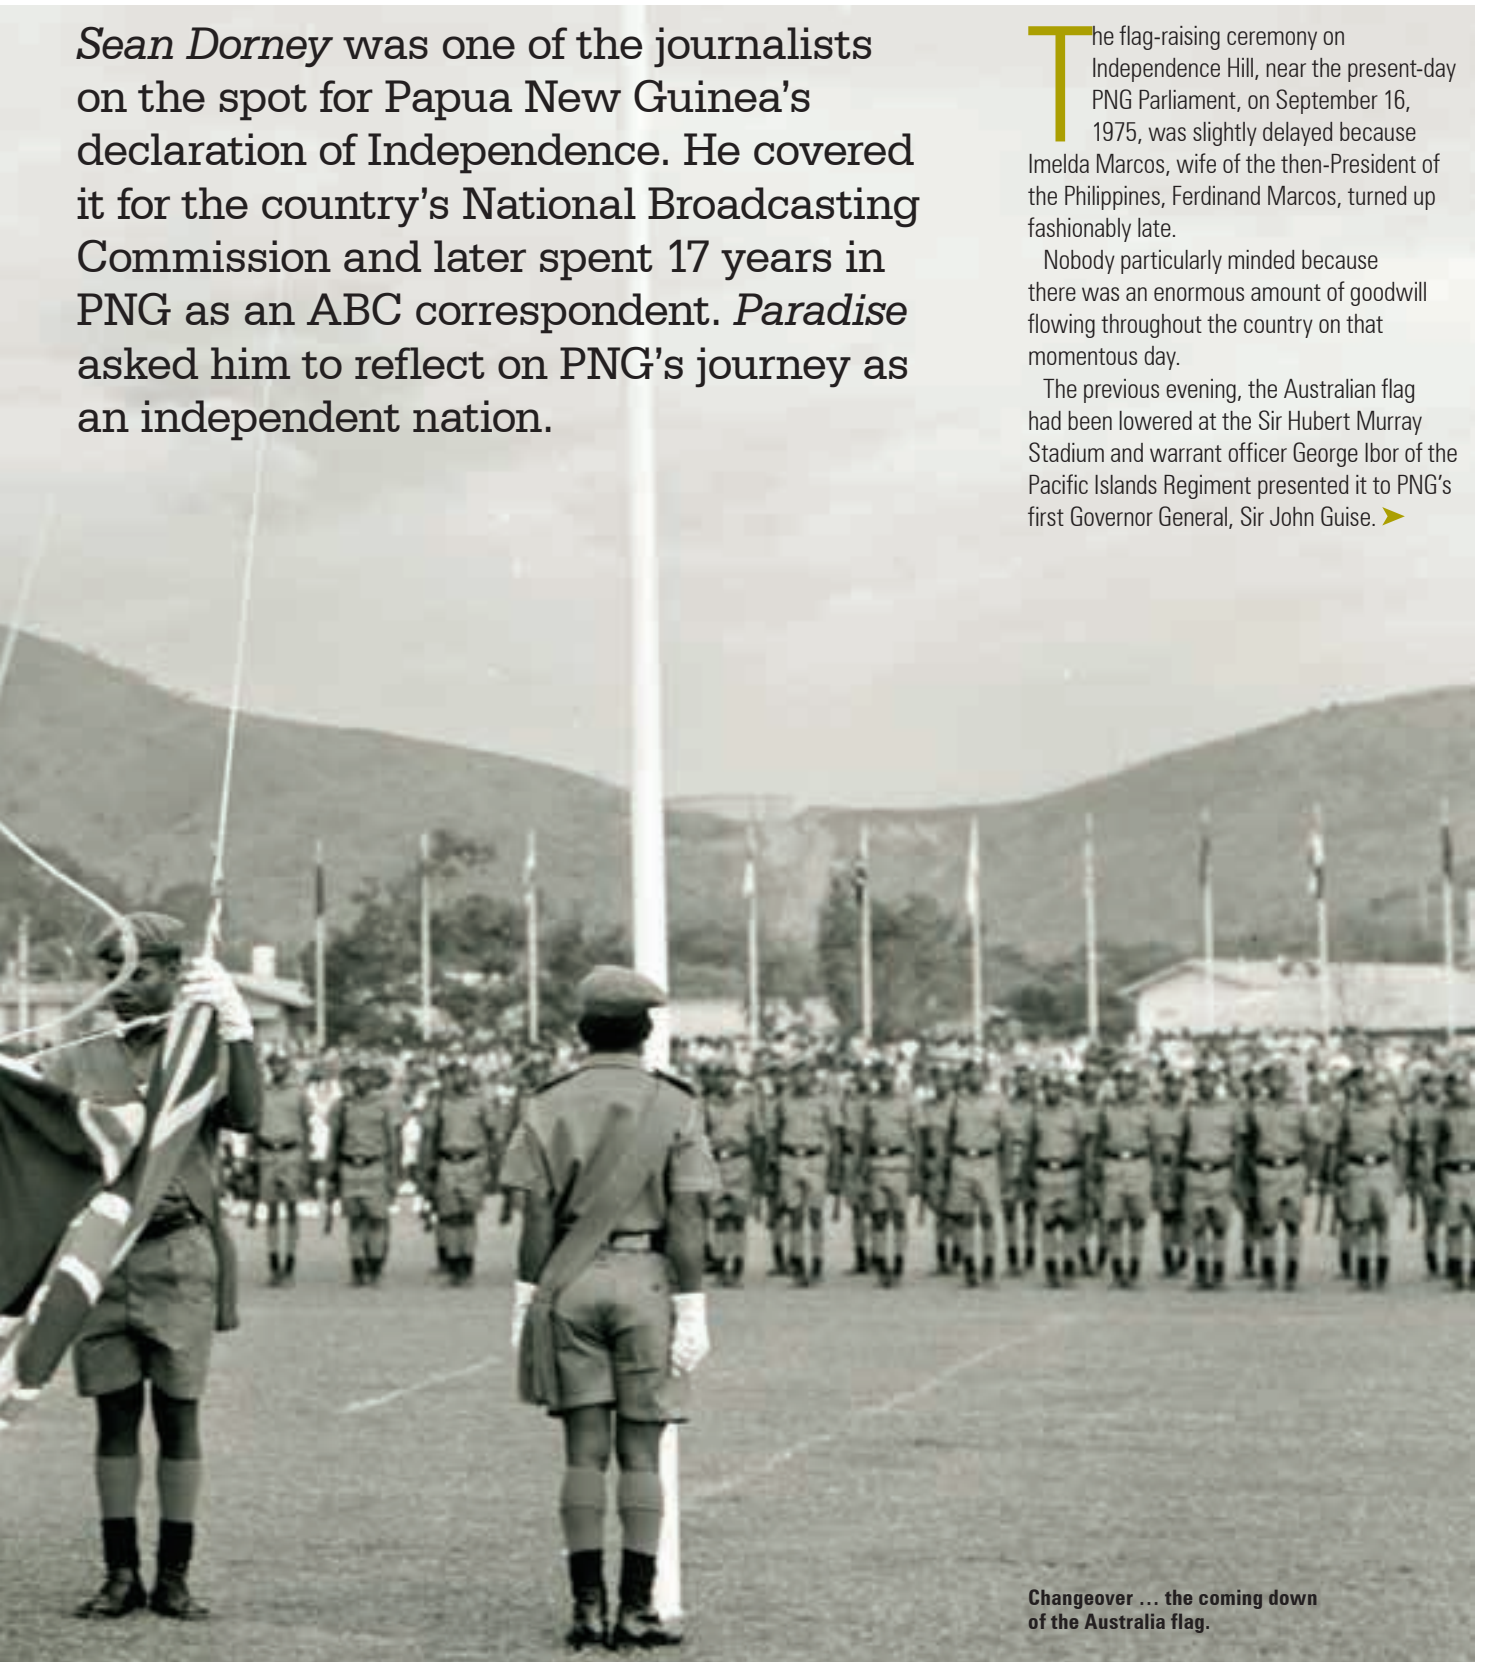 Sean Dorney was one of the journalists
on the spot for Papua New Guinea's
declaration of Independence. He covered
it for the country's National Broadcasting
Commission and later spent 17 years in
PNG as an ABC correspondent. Paradise
asked him to reflect on PNG's journey as
an independent nation.
The flag-raising ceremony on
Independence Hill, near the present-day
PNG Parliament, on September 16,
1975, was slightly delayed because
Imelda Marcos, wife of the then-President of
the Philippines, Ferdinand Marcos, turned up
fashionably late.
Nobody particularly minded because
there was an enormous amount of goodwill
flowing throughout the country on that
momentous day.
The previous evening, the Australian flag
had been lowered at the Sir Hubert Murray
Stadium and warrant officer George Ibor of the
Pacific Islands Regiment presented it to PNG's
first Governor General, Sir John Guise. ➤
Changeover … the coming down
of the Australia flag.